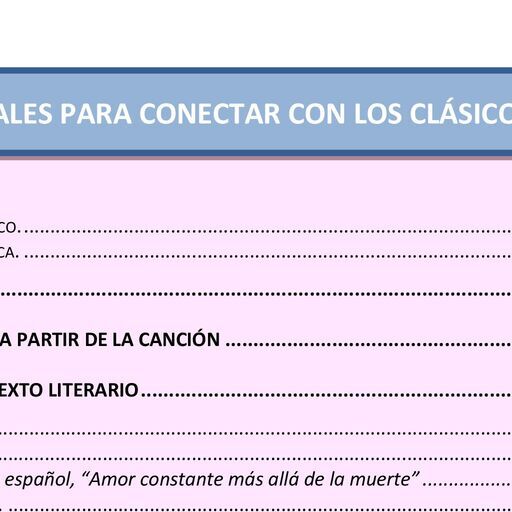 ALES PARA CONECTAR CON LOS CLÁSICO
CO. ........................................................................................
CA. ........................................................................................
........................................................................................
A PARTIR DE LA CANCIÓN ..................................................
EXTO LITERARIO..................................................................
........................................................................................
........................................................................................
español, “Amor constante más allá de la muerte” .................
. ........................................................................................